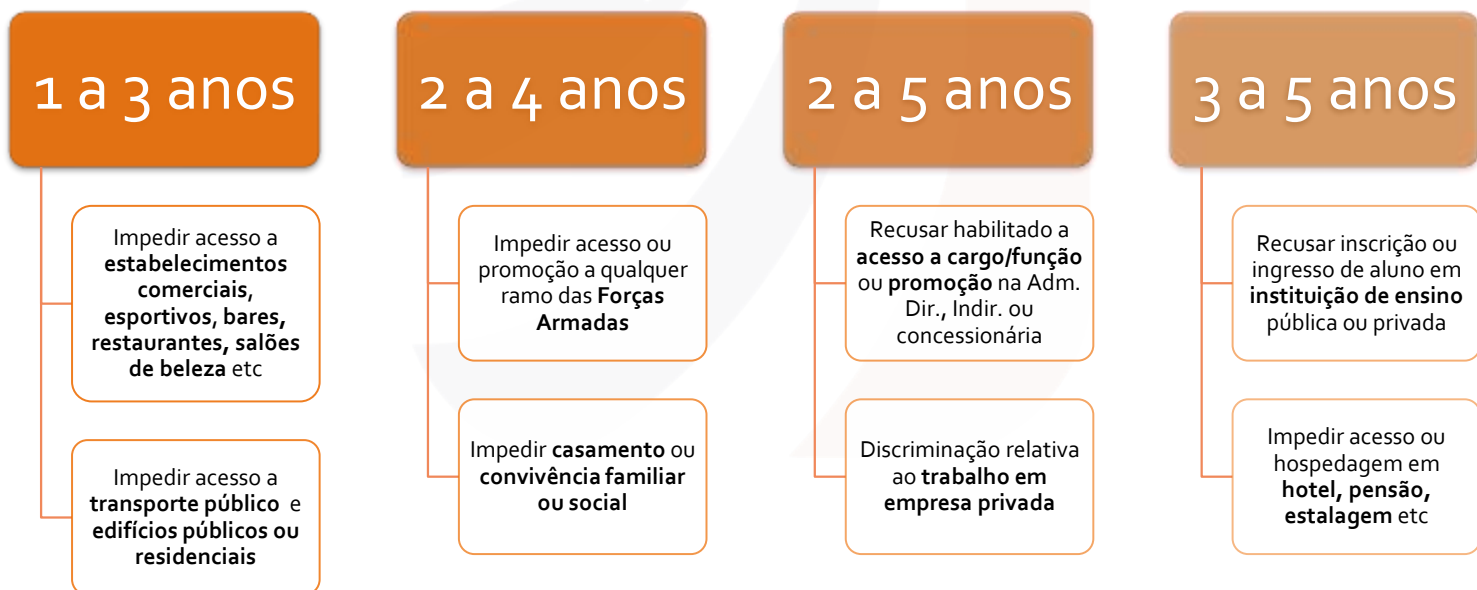 1 a 3 anos
Impedir acesso a
estabelecimentos
comerciais,
esportivos, bares,
restaurantes, salões
de beleza etc
Impedir acesso a
transporte público e
edifícios públicos ou
residenciais
2 a 4 anos
Impedir acesso ou
promoção a qualquer
ramo das Forças
Armadas
Impedir casamento ou
convivência familiar
ou social
2 a 5 anos
Recusar habilitado a
acesso a cargo/função
ou promoção na Adm.
Dir., Indir. ou
concessionária
Discriminação relativa
ao trabalho em
empresa privada
3 a 5 anos
Recusar inscrição ou
ingresso de aluno em
instituição de ensino
pública ou privada
Impedir acesso ou
hospedagem em
hotel, pensão,
estalagem etc